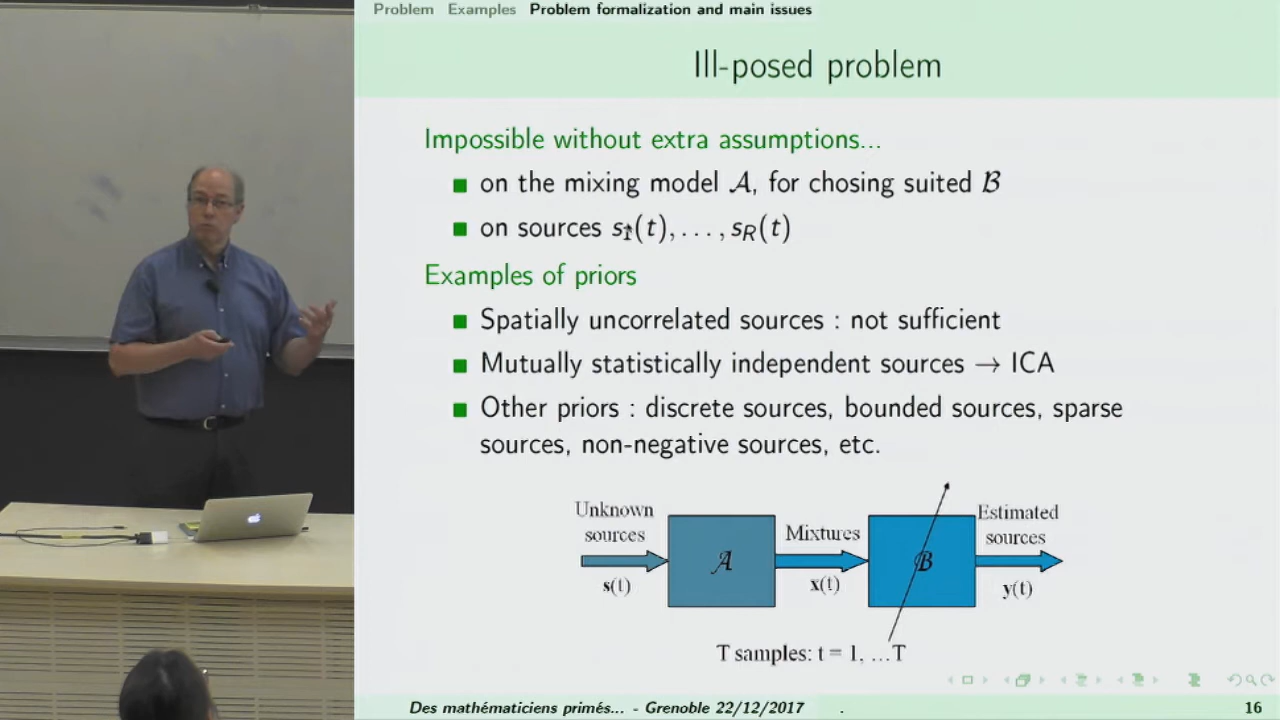 Problem Examples Problem formalization and main issues
Ill-posed problem
Impossible without extra assumptions...
on the mixing model 𝒜, for chosing suited ℬ
on sources s₁(t), . . . , s_R(t)
Examples of priors
Spatially uncorrelated sources : not sufficient
Mutually statistically independent sources → ICA
Other priors : discrete sources, bounded sources, sparse
sources, non-negative sources, etc.
Unknown
sources
s(t)
𝒜
Mixtures
x(t)
ℬ
Estimated
sources
y(t)
T samples: t = 1, ...T
Des mathématiciens primés... - Grenoble 22/12/2017 . 16